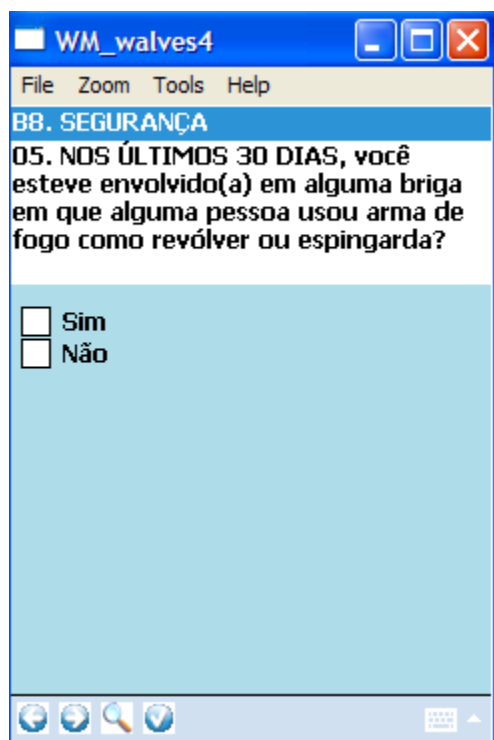 WM_walves4
File Zoom Tools Help
B8. SEGURANÇA
05. NOS ÚLTIMOS 30 DIAS, você
esteve envolvido(a) em alguma briga
em que alguma pessoa usou arma de
fogo como revólver ou espingarda?
Sim
Não